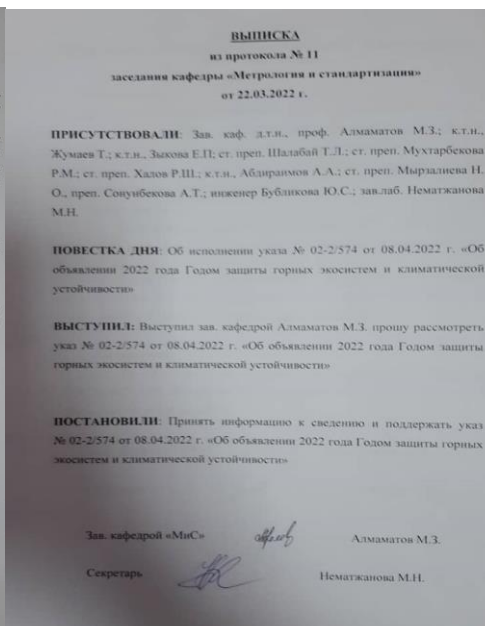 ВЫПИСКА
из протокола № 11
заседания кафедры «Метрология и стандартизация»
от 22.03.2022 г.
ПРИСУТСТВОВАЛИ: Зав. каф. д.т.н., проф. Алмаматов М.З.; к.т.н.,
Жумаев Т.; к.т.н., Зыкова Е.П; ст. преп. Шалабай Т.Л.; ст. преп. Мухтарбекова
Р.М.; ст. преп. Халов Р.Ш.; к.т.н., Абдираимов А.А.; ст. преп. Мырзалиева Н.
О., преп. Сонунбекова А.Т.; инженер Бубликова Ю.С.; зав.лаб. Нематжанова
М.Н.
ПОВЕСТКА ДНЯ: Об исполнении указа № 02-2/574 от 08.04.2022 г. «Об
объявлении 2022 года Годом защиты горных экосистем и климатической
устойчивости»
ВЫСТУПИЛ: Выступил зав. кафедрой Алмаматов М.З. прошу рассмотреть
указ № 02-2/574 от 08.04.2022 г. «Об объявлении 2022 года Годом защиты
горных экосистем и климатической устойчивости»
ПОСТАНОВИЛИ: Принять информацию к сведению и поддержать указ
№ 02-2/574 от 08.04.2022 г. «Об объявлении 2022 года Годом защиты горных
экосистем и климатической устойчивости»
Зав. кафедрой «МиС» Алмаматов М.З.
Секретарь Нематжанова М.Н.